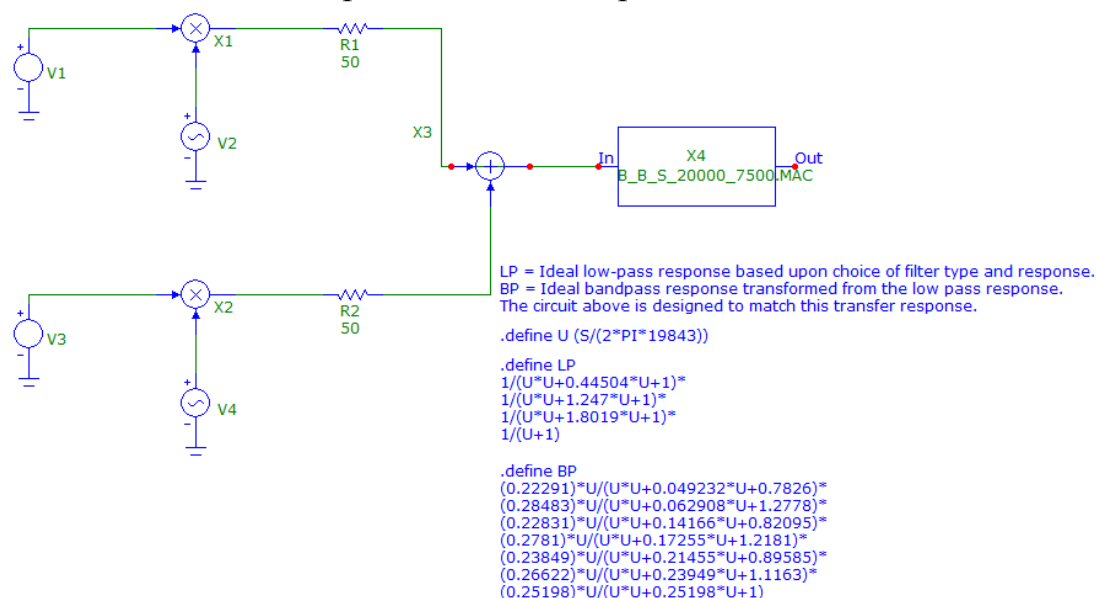 X1
R1
50
V1
V2
X3
In
X4
Out
B_B_S_20000_7500.MAC
X2
R2
50
V3
V4
LP = Ideal low-pass response based upon choice of filter type and response.
BP = Ideal bandpass response transformed from the low pass response.
The circuit above is designed to match this transfer response.
.define U (S/(2*PI*19843))
.define LP
1/(U*U+0.44504*U+1)*
1/(U*U+1.247*U+1)*
1/(U*U+1.8019*U+1)*
1/(U+1)
.define BP
(0.22291)*U/(U*U+0.049232*U+0.7826)*
(0.28483)*U/(U*U+0.062908*U+1.2778)*
(0.22831)*U/(U*U+0.14166*U+0.82095)*
(0.2781)*U/(U*U+0.17255*U+1.2181)*
(0.23849)*U/(U*U+0.21455*U+0.89585)*
(0.26622)*U/(U*U+0.23949*U+1.1163)*
(0.25198)*U/(U*U+0.25198*U+1)